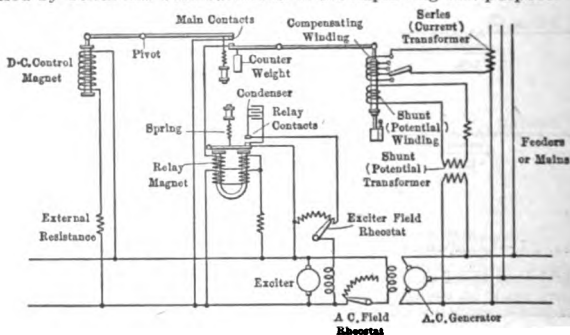 Main Contacts
Compensating
Winding
Series
(Current)
Transformer
Pivot
D-C. Control
Magnet
Counter
Weight
Condenser
Relay
Contacts
Spring
Shunt
(Potential)
Winding
Shunt
(Potential)
Transformer
Feeders
or Mains
Relay
Magnet
External
Resistance
Exciter Field
Rheostat
Exciter
A C. Field
Rheostat
A.C. Generator